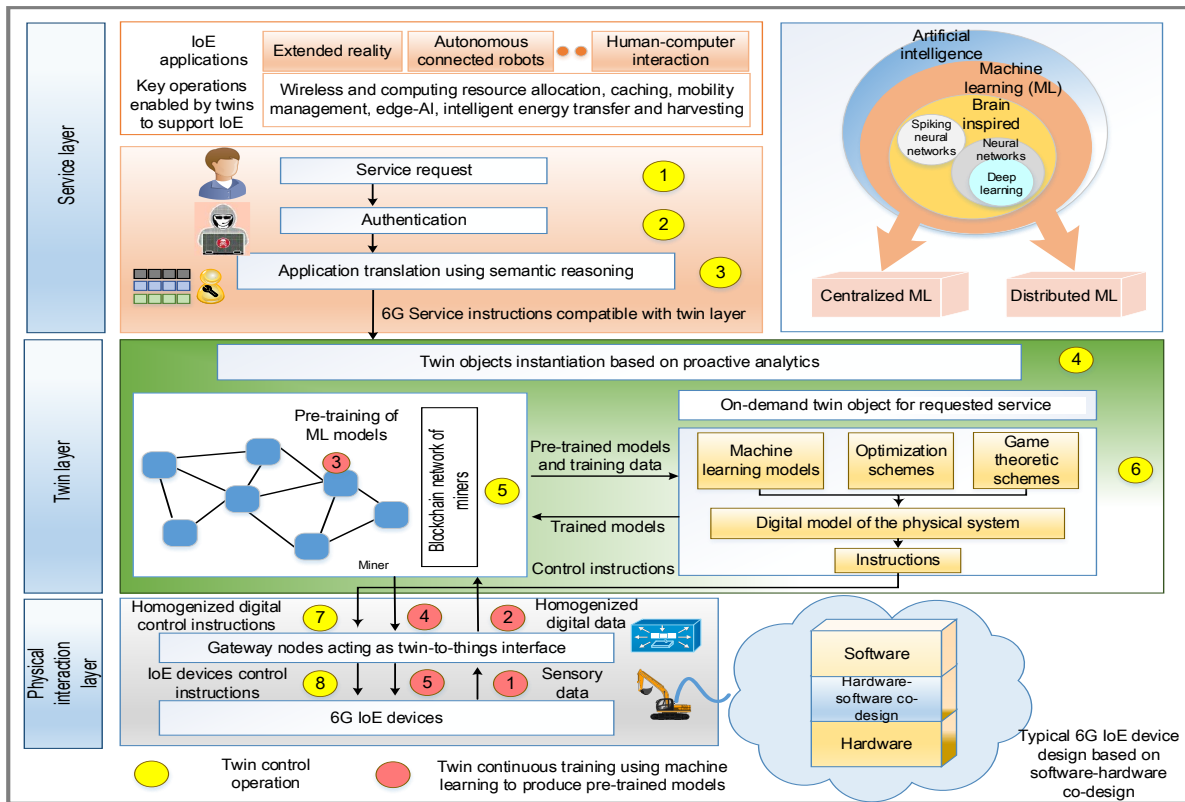 Service layer
IoE
applications
Extended reality
Autonomous
connected robots
Human-computer
interaction
Key operations
enabled by twins
to support IoE
Wireless and computing resource allocation, caching, mobility
management, edge-AI, intelligent energy transfer and harvesting
Service request
1
Authentication
2
Application translation using semantic reasoning
3
6G Service instructions compatible with twin layer
Artificial
intelligence
Machine
learning (ML)
Brain
inspired
Spiking
neural
networks
Neural
networks
Deep
learning
Centralized ML
Distributed ML
Twin layer
Twin objects instantiation based on proactive analytics
4
Pre-training of
ML models
3
Blockchain network of
miners
5
Miner
Pre-trained models
and training data
Trained models
Control instructions
On-demand twin object for requested service
Machine
learning models
Optimization
schemes
Game
theoretic
schemes
6
Digital model of the physical system
Instructions
Physical
interaction
layer
Homogenized digital
control instructions
7
4
2
Homogenized
digital data
Gateway nodes acting as twin-to-things interface
IoE devices control
instructions
8
5
1
Sensory
data
6G IoE devices
Software
Hardware-
software co-
design
Hardware
Typical 6G IoE device
design based on
software-hardware
co-design
Twin control
operation
Twin continuous training using machine
learning to produce pre-trained models